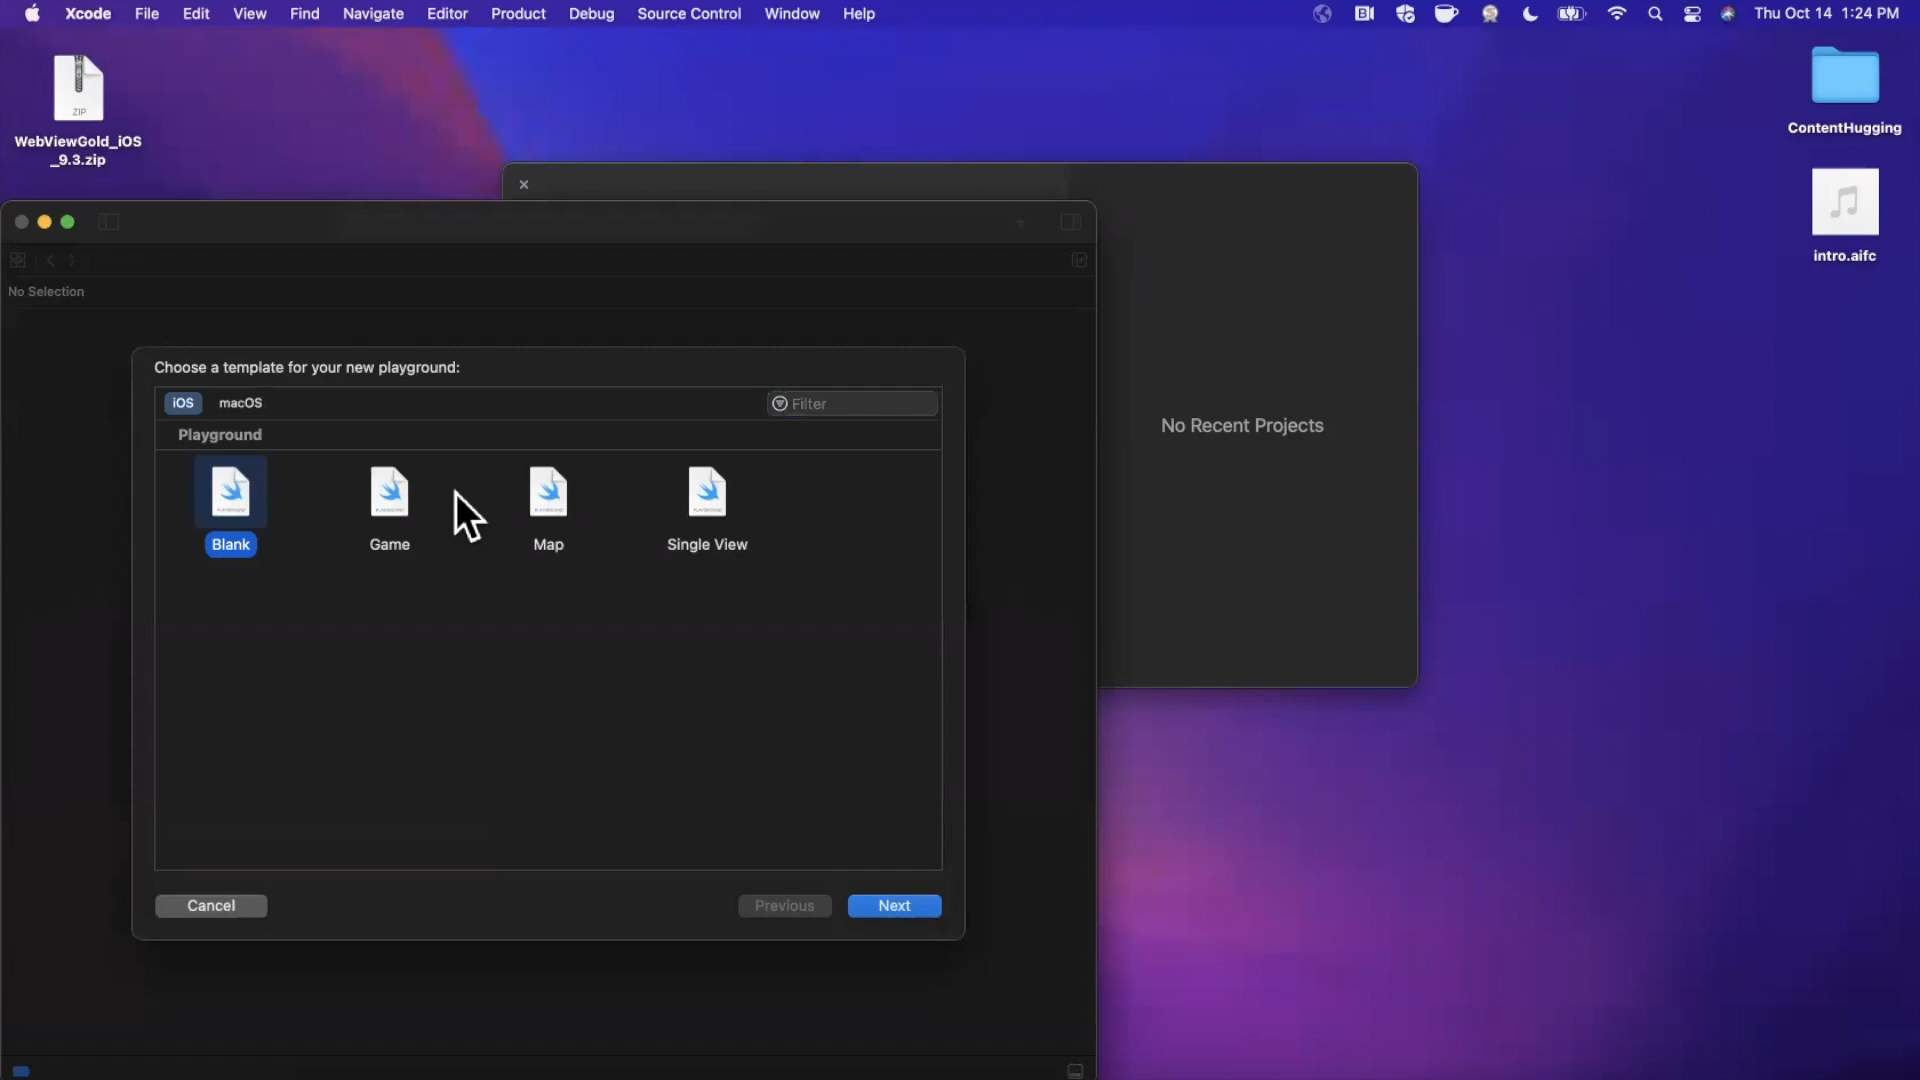 Xcode File Edit View Find Navigate Editor Product Debug Source Control Window Help Thu Oct 14 1:24 PM
ZIP
WebViewGold_iOS
_9.3.zip
ContentHugging
intro.aifc
No Selection
Choose a template for your new playground:
iOS macOS Filter
Playground
Blank Game Map Single View
Cancel Previous Next
No Recent Projects